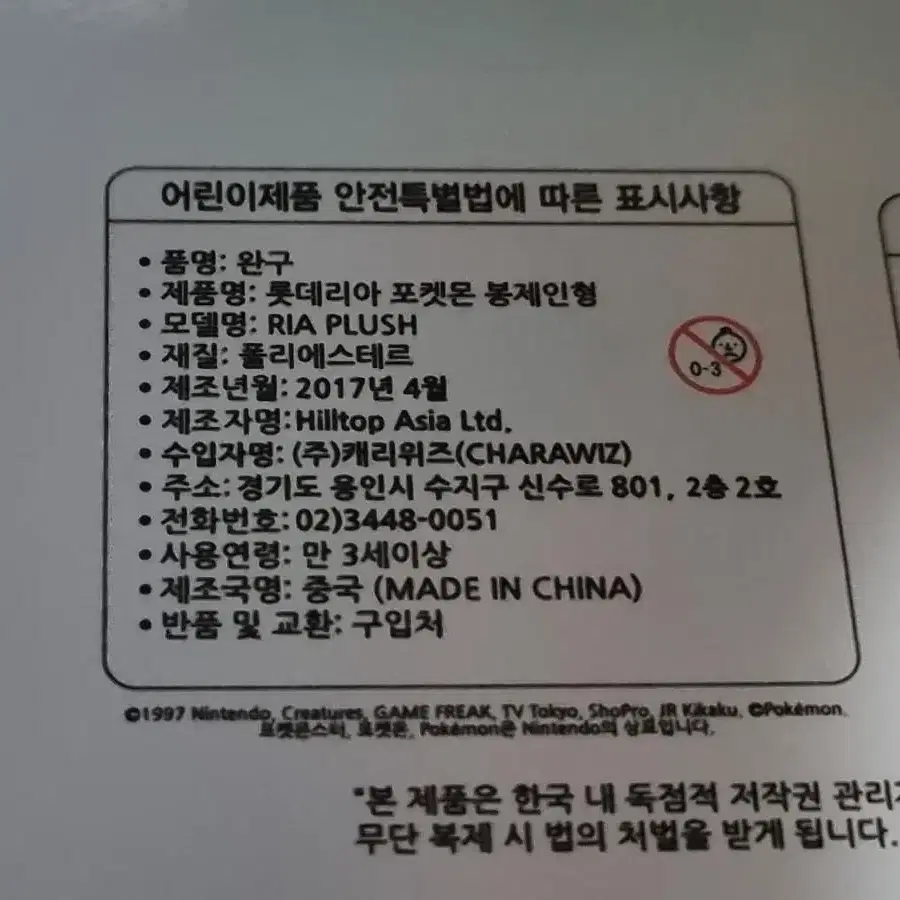 어린이제품 안전특별법에 따른 표시사항
• 품명: 완구
• 제품명: 롯데리아 포켓몬 봉제인형
• 모델명: RIA PLUSH
• 재질: 폴리에스테르
• 제조년월: 2017년 4월
• 제조자명: Hilltop Asia Ltd.
• 수입자명: (주)캐리위즈(CHARAWIZ)
• 주소: 경기도 용인시 수지구 신수로 801, 2층 2호
• 전화번호: 02)3448-0051
• 사용연령: 만 3세이상
• 제조국명: 중국 (MADE IN CHINA)
• 반품 및 교환: 구입처
0-3
©1997 Nintendo, Creatures, GAME FREAK, TV Tokyo, ShoPro, JR Kikaku, ©Pokémon.
포켓몬스터, 포켓몬, Pokémon은 Nintendo의 상표입니다.
*본 제품은 한국 내 독점적 저작권 관리
무단 복제 시 법의 처벌을 받게 됩니다.